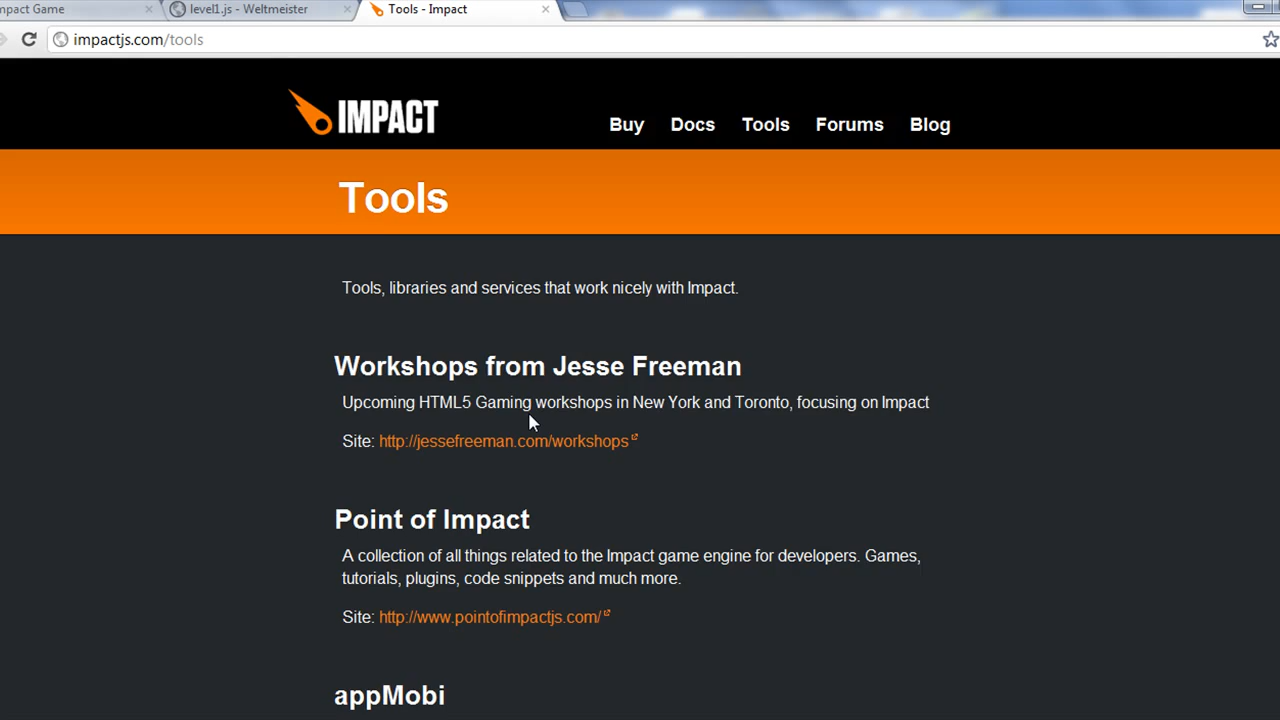 mpact Game
level1.js - Weltmeister
Tools - Impact
impactjs.com/tools
IMPACT
Buy Docs Tools Forums Blog
Tools
Tools, libraries and services that work nicely with Impact.
Workshops from Jesse Freeman
Upcoming HTML5 Gaming workshops in New York and Toronto, focusing on Impact
Site: http://jessefreeman.com/workshops
Point of Impact
A collection of all things related to the Impact game engine for developers. Games,
tutorials, plugins, code snippets and much more.
Site: http://www.pointofimpactjs.com/
appMobi